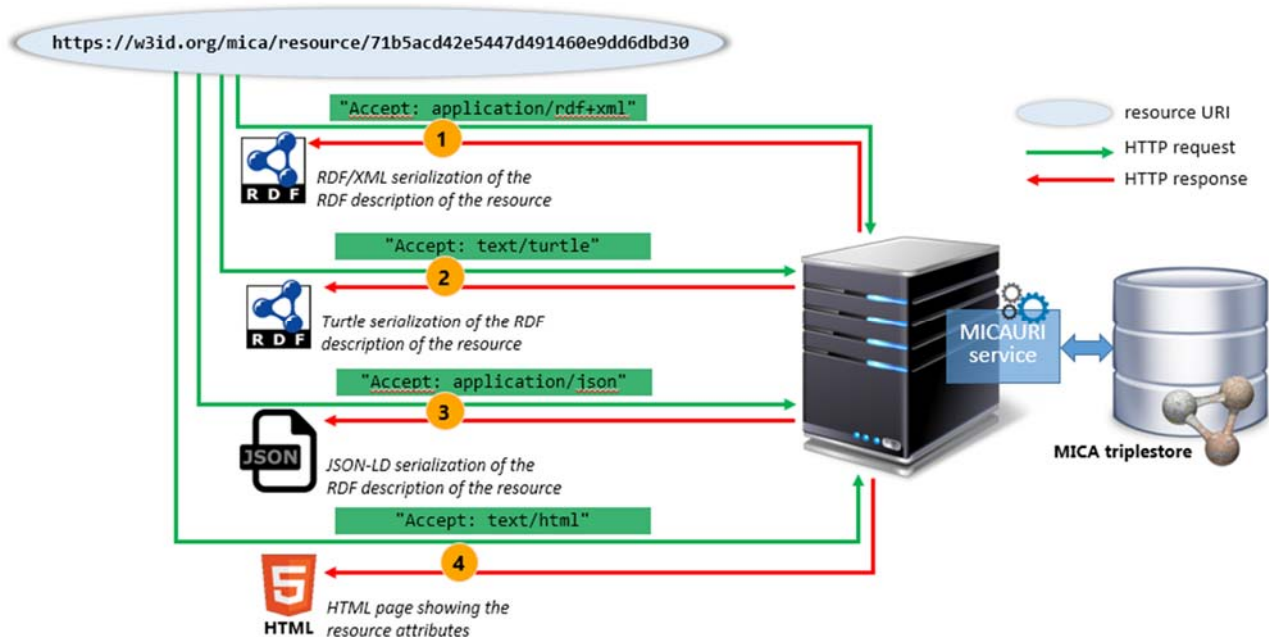 https://w3id.org/mica/resource/71b5acd42e5447d491460e9dd6dbd30
"Accept: application/rdf+xml"
1
RDF
RDF/XML serialization of the
RDF description of the resource
"Accept: text/turtle"
2
RDF
Turtle serialization of the RDF
description of the resource
"Accept: application/json"
3
JSON
JSON-LD serialization of the
RDF description of the resource
"Accept: text/html"
4
5
HTML
HTML page showing the
resource attributes
resource URI
HTTP request
HTTP response
MICAURI
service
MICA triplestore